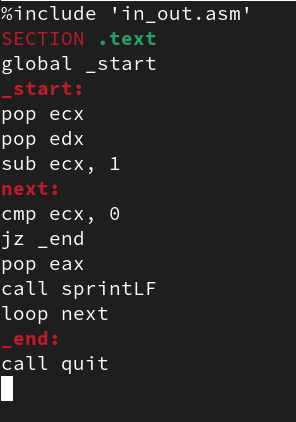 %include 'in_out.asm'
SECTION .text
global _start
_start:
pop ecx
pop edx
sub ecx, 1
next:
cmp ecx, 0
jz _end
pop eax
call sprintLF
loop next
_end:
call quit